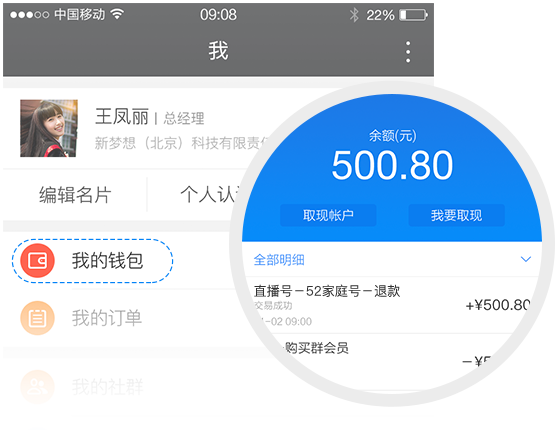 中国移动 09:08 22%
我
王凤丽 | 总经理
新梦想（北京）科技有限责
编辑名片 个人认
我的钱包
我的订单
我的社群
余额(元)
500.80
取现帐户 我要取现
全部明细
直播号－52家庭号－退款
交易成功
+¥500.80
-02 09:00
购买群会员
－¥5